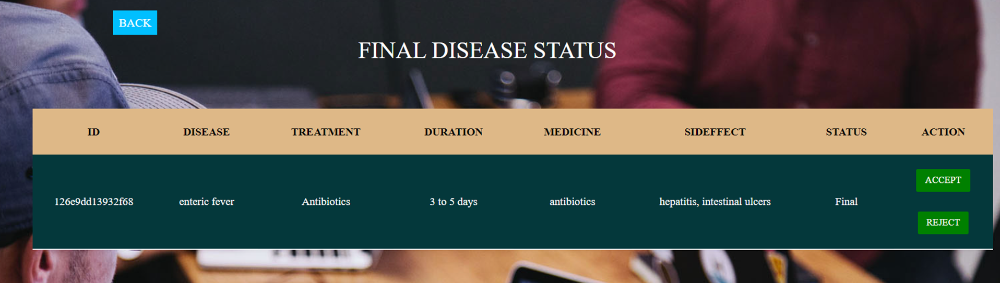 BACK
FINAL DISEASE STATUS
ID DISEASE TREATMENT DURATION MEDICINE SIDEFFECT STATUS ACTION
ACCEPT
126e9dd13932f68 enteric fever Antibiotics 3 to 5 days antibiotics hepatitis, intestinal ulcers Final
REJECT